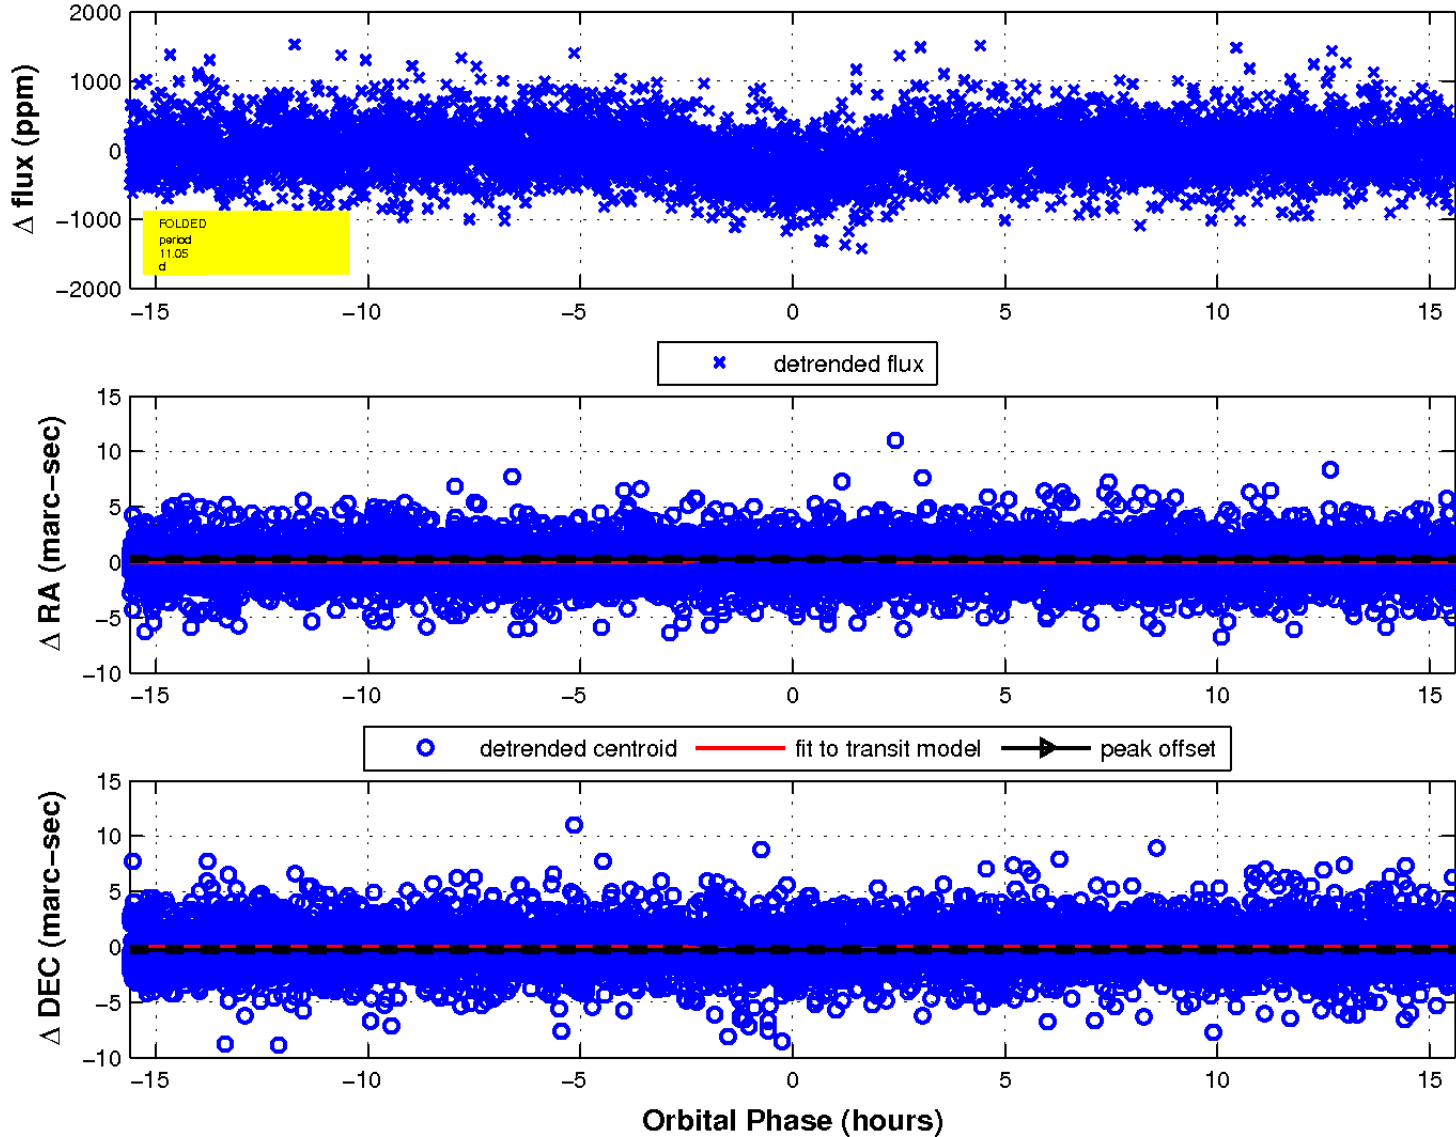 2000
1000
0
−1000
−2000
Δ flux (ppm)
FOLDED
period
11.05
d
−15 −10 −5 0 5 10 15
× detrended flux
15
10
5
0
−5
−10
Δ RA (marc−sec)
−15 −10 −5 0 5 10 15
detrended centroid fit to transit model peak offset
15
10
5
0
−5
−10
Δ DEC (marc−sec)
−15 −10 −5 0 5 10 15
Orbital Phase (hours)